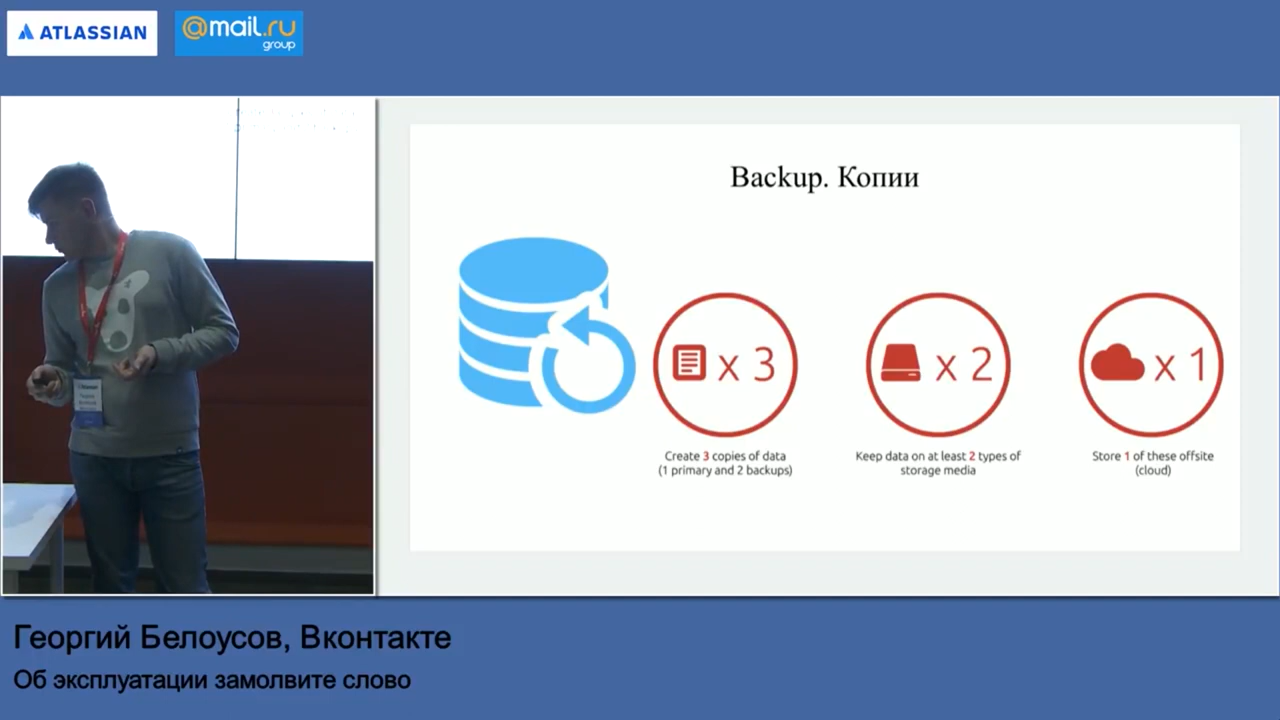 ATLASSIAN
@mail.ru
group
Backup. Копии
x 3
x 2
x 1
Create 3 copies of data
(1 primary and 2 backups)
Keep data on at least 2 types of
storage media
Store 1 of these offsite
(cloud)
Георгий Белоусов, Вконтакте
Об эксплуатации замолвите слово